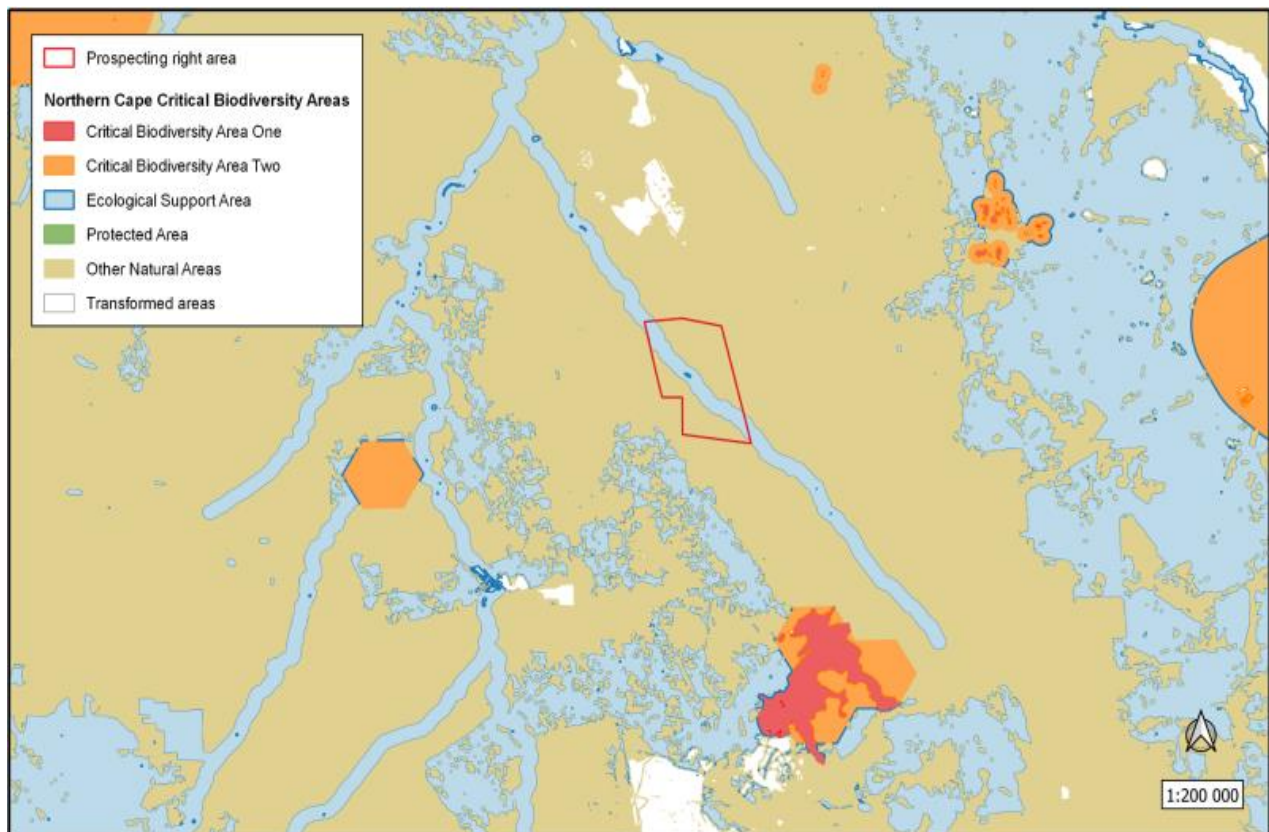 Prospecting right area
Northern Cape Critical Biodiversity Areas
Critical Biodiversity Area One
Critical Biodiversity Area Two
Ecological Support Area
Protected Area
Other Natural Areas
Transformed areas
1:200 000